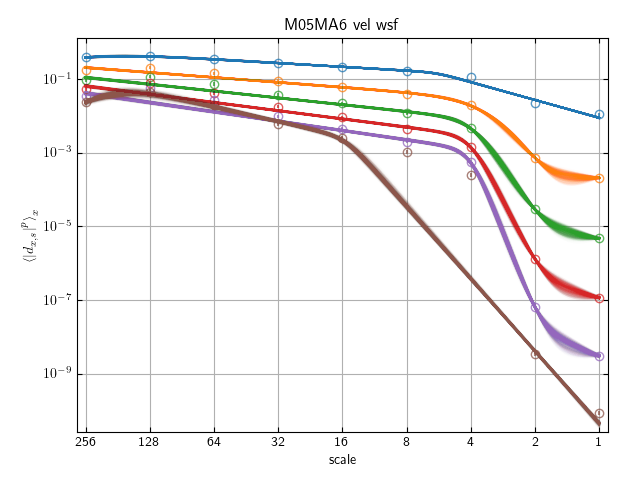 M05MA6 vel wsf
⟨|d_{x,s}|^p⟩_x
10^{-1}
10^{-3}
10^{-5}
10^{-7}
10^{-9}
256 128 64 32 16 8 4 2 1
scale